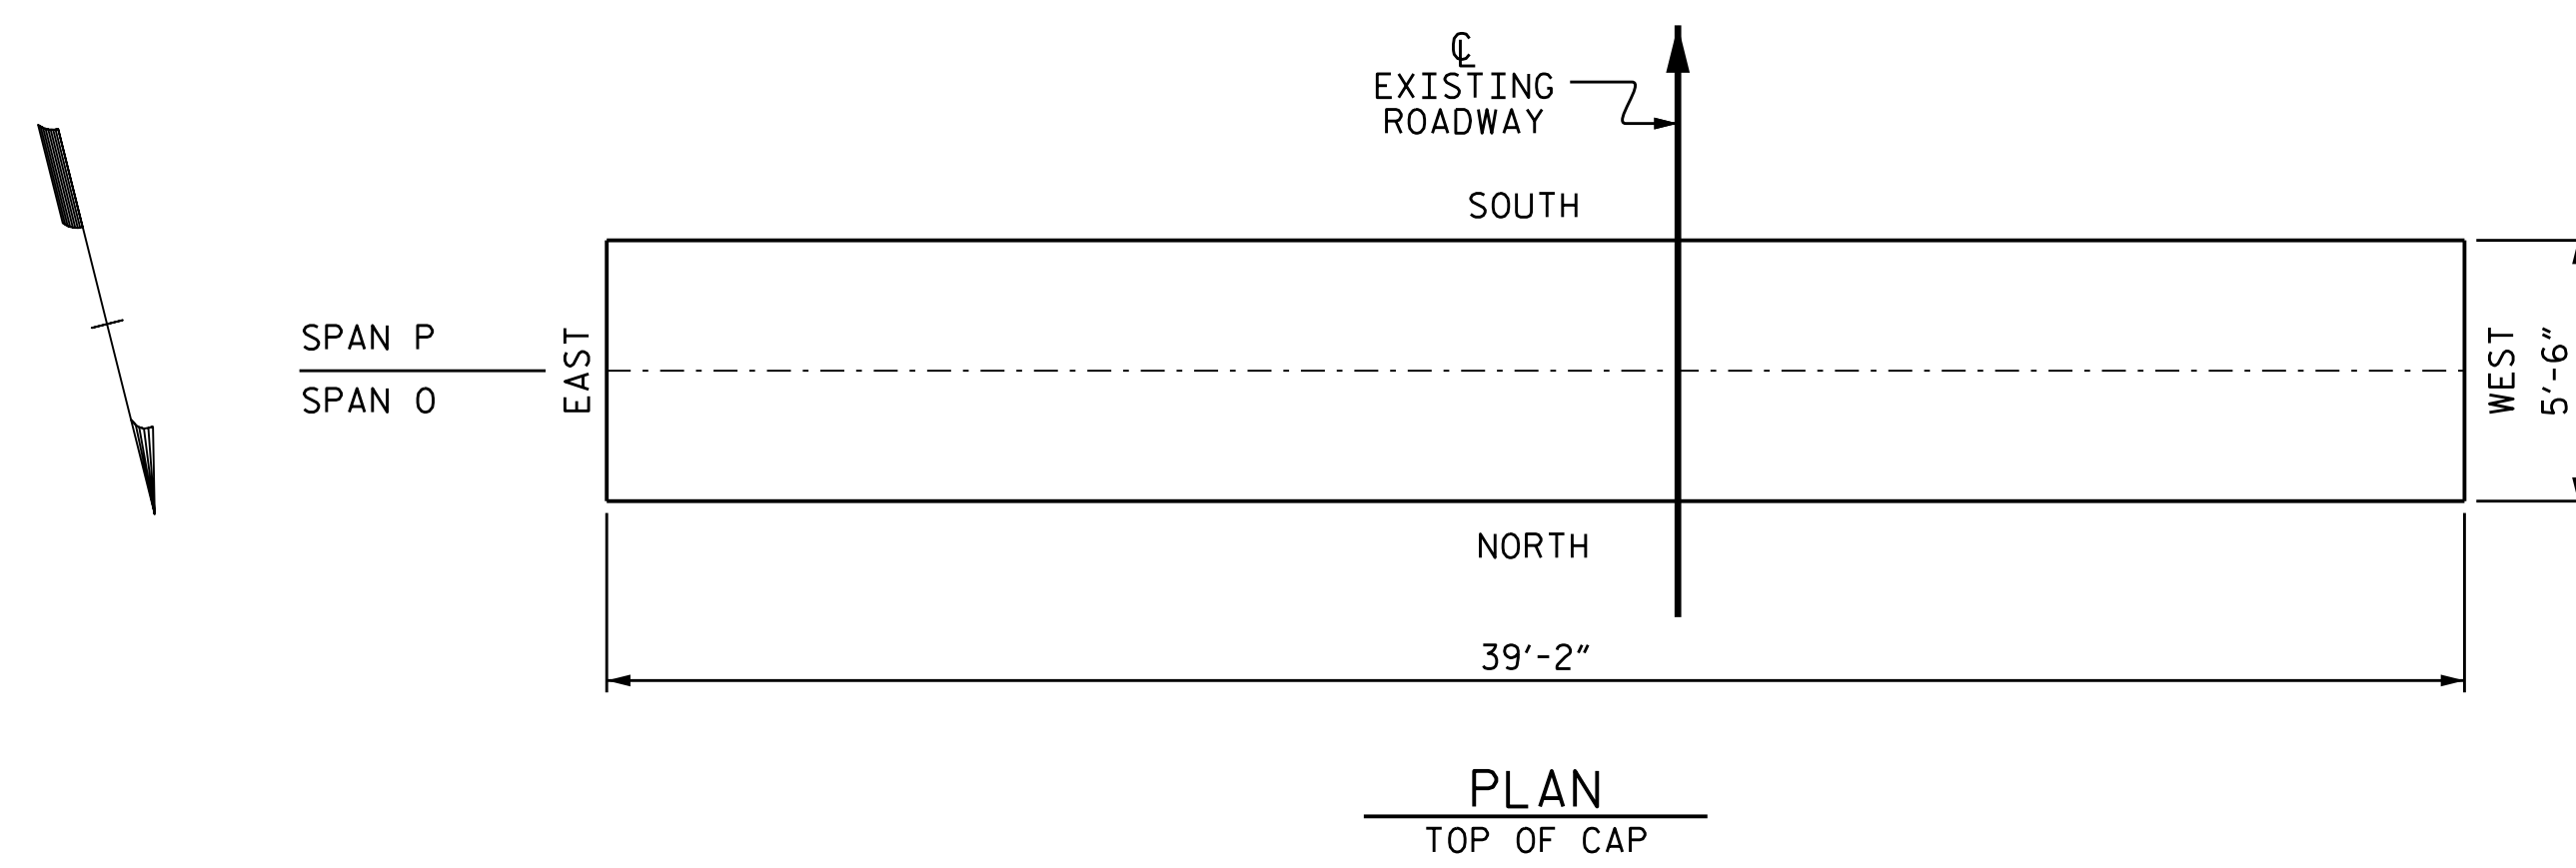 ℄
EXISTING
ROADWAY
SOUTH
SPAN P
SPAN O
EAST
WEST
5'-6"
NORTH
39'-2"
PLAN
TOP OF CAP